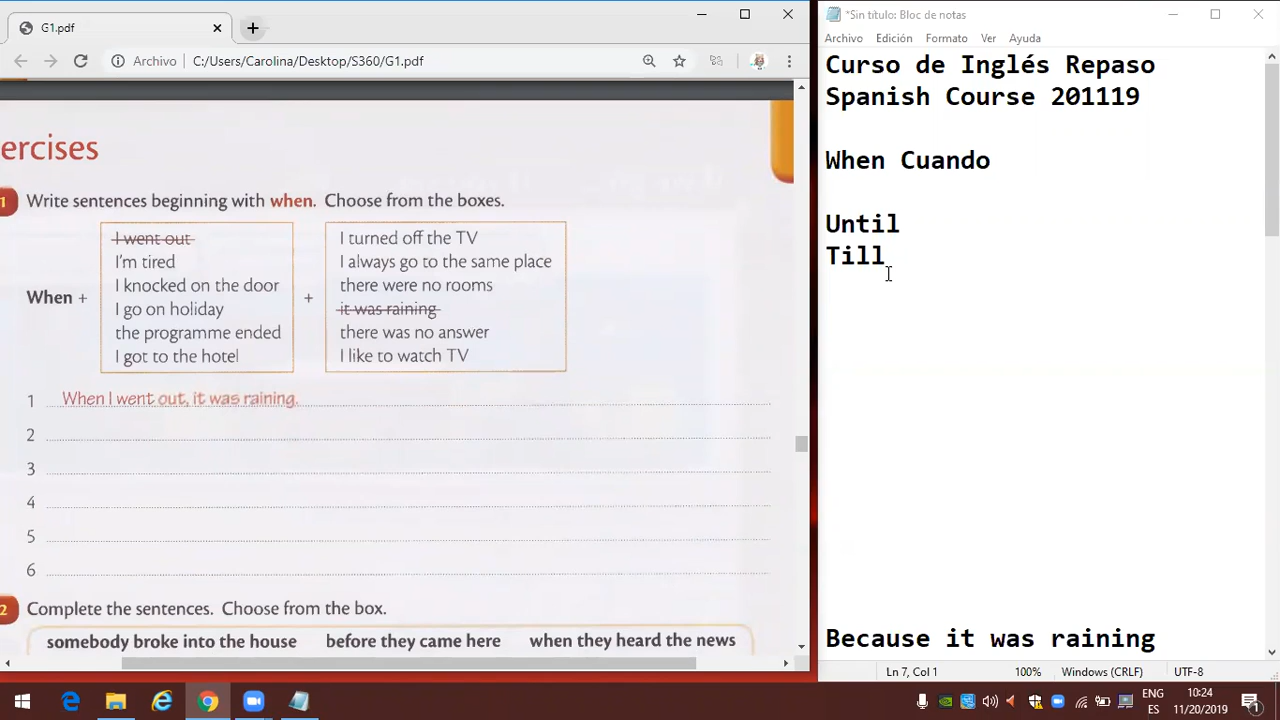 G1.pdf
Archivo
C:/Users/Carolina/Desktop/S360/G1.pdf
ercises
1 Write sentences beginning with when. Choose from the boxes.
When +
I went out
I'm tired
I knocked on the door
I go on holiday
the programme ended
I got to the hotel
+
I turned off the TV
I always go to the same place
there were no rooms
it was raining
there was no answer
I like to watch TV
1 When I went out, it was raining.
2
3
4
5
6
2 Complete the sentences. Choose from the box.
somebody broke into the house before they came here when they heard the news
*Sin título: Bloc de notas
Archivo Edición Formato Ver Ayuda
Curso de Inglés Repaso
Spanish Course 201119
When Cuando
Until
Till
Because it was raining
Ln 7, Col 1 100% Windows (CRLF) UTF-8
ENG
ES
10:24
11/20/2019
1